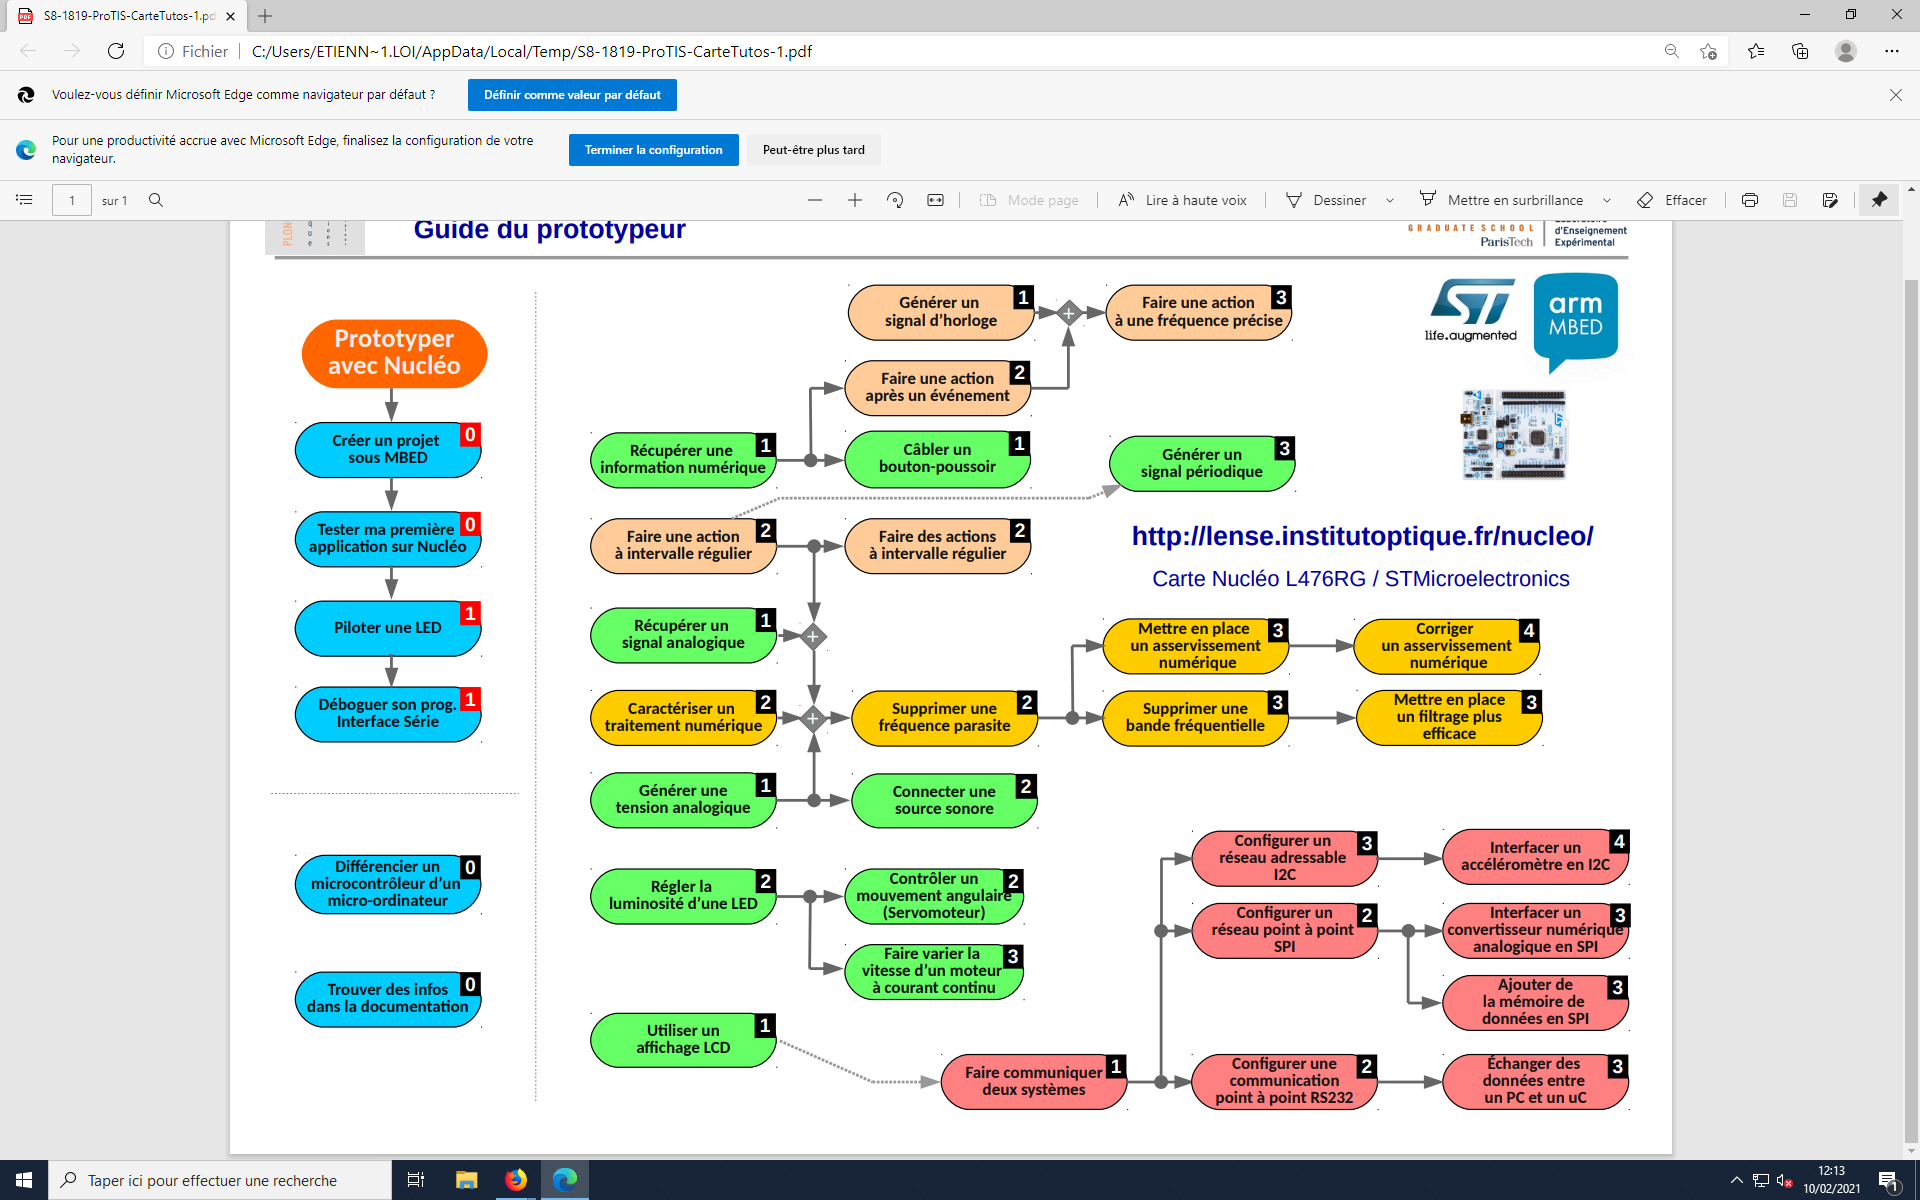 S8-1819-ProTIS-CarteTutos-1.pd
Fichier
C:/Users/ETIENN~1.LOI/AppData/Local/Temp/S8-1819-ProTIS-CarteTutos-1.pdf
Voulez-vous définir Microsoft Edge comme navigateur par défaut ?
Définir comme valeur par défaut
Pour une productivité accrue avec Microsoft Edge, finalisez la configuration de votre
navigateur.
Terminer la configuration
Peut-être plus tard
1
sur 1
Mode page
Lire à haute voix
Dessiner
Mettre en surbrillance
Effacer
PLON
Guide du prototypeur
GRADUATE SCHOOL
ParisTech
d'Enseignement
Expérimental
Prototyper
avec Nucléo
Créer un projet
sous MBED
0
Tester ma première
application sur Nucléo
0
Piloter une LED
1
Déboguer son prog.
Interface Série
1
Différencier un
microcontrôleur d'un
micro-ordinateur
0
Trouver des infos
dans la documentation
0
Générer un
signal d'horloge
1
Faire une action
à une fréquence précise
3
Faire une action
après un événement
2
Récupérer une
information numérique
1
Câbler un
bouton-poussoir
1
Générer un
signal périodique
3
Faire une action
à intervalle régulier
2
Faire des actions
à intervalle régulier
2
Récupérer un
signal analogique
1
Caractériser un
traitement numérique
2
Supprimer une
fréquence parasite
2
Mettre en place
un asservissement
numérique
3
Corriger
un asservissement
numérique
4
Supprimer une
bande fréquentielle
3
Mettre en place
un filtrage plus
efficace
3
Générer une
tension analogique
1
Connecter une
source sonore
2
Régler la
luminosité d'une LED
2
Contrôler un
mouvement angulaire
(Servomoteur)
2
Faire varier la
vitesse d'un moteur
à courant continu
3
Utiliser un
affichage LCD
1
Faire communiquer
deux systèmes
1
Configurer un
réseau adressable
I2C
3
Interfacer un
accéléromètre en I2C
4
Configurer un
réseau point à point
SPI
2
Interfacer un
convertisseur numérique
analogique en SPI
3
Ajouter de
la mémoire de
données en SPI
3
Configurer une
communication
point à point RS232
2
Échanger des
données entre
un PC et un uC
3
ST
life.augmented
arm
MBED
http://lense.institutoptique.fr/nucleo/
Carte Nucléo L476RG / STMicroelectronics
Taper ici pour effectuer une recherche
12:13
10/02/2021
1